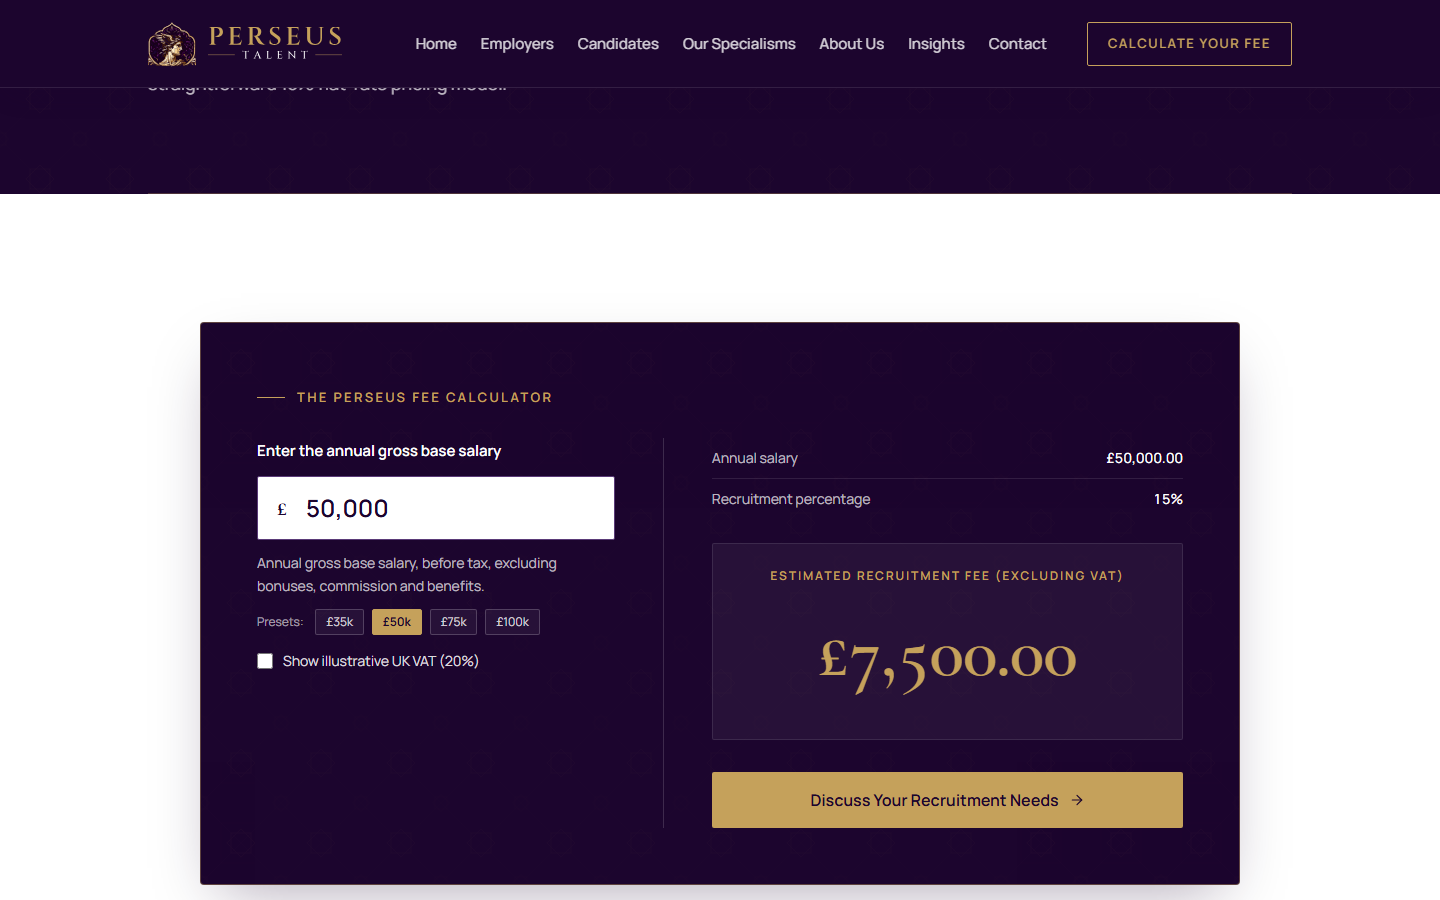 PERSEUS
TALENT
Home
Employers
Candidates
Our Specialisms
About Us
Insights
Contact
CALCULATE YOUR FEE
THE PERSEUS FEE CALCULATOR
Enter the annual gross base salary
£ 50,000
Annual gross base salary, before tax, excluding
bonuses, commission and benefits.
Presets: £35k £50k £75k £100k
Show illustrative UK VAT (20%)
Annual salary £50,000.00
Recruitment percentage 15%
ESTIMATED RECRUITMENT FEE (EXCLUDING VAT)
£7,500.00
Discuss Your Recruitment Needs →